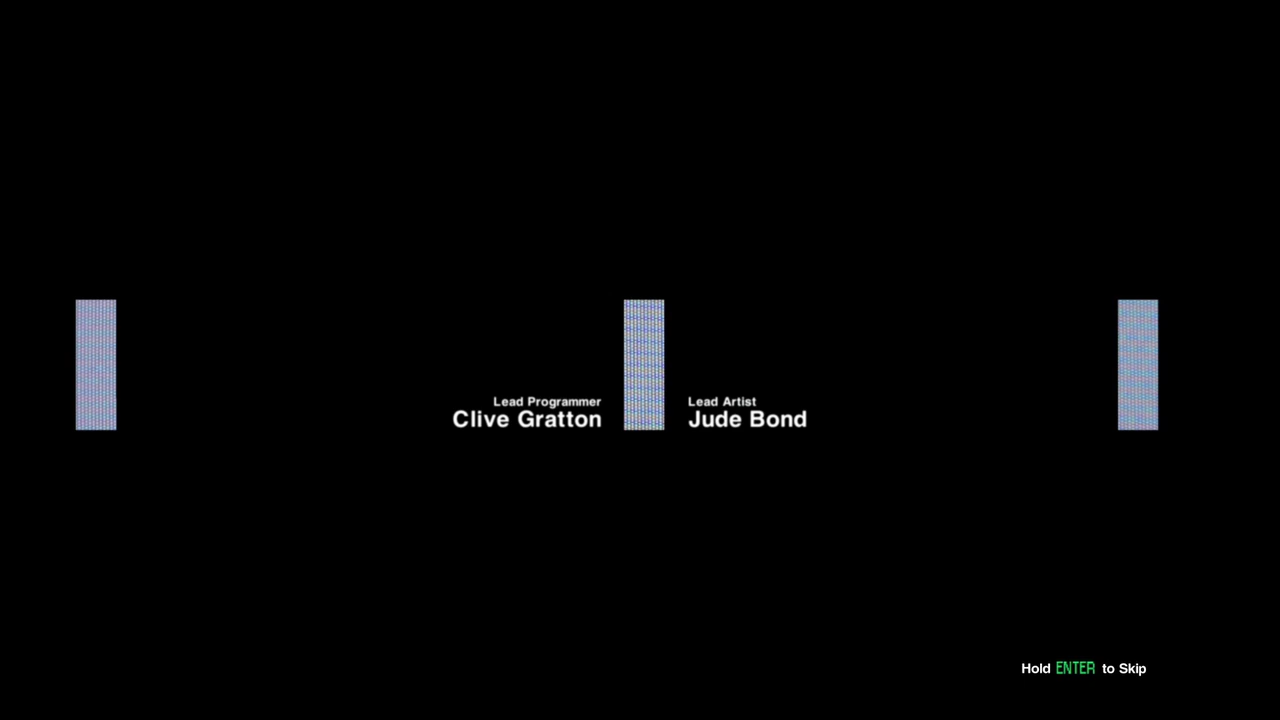 Lead Programmer
Clive Gratton
Lead Artist
Jude Bond
Hold ENTER to Skip